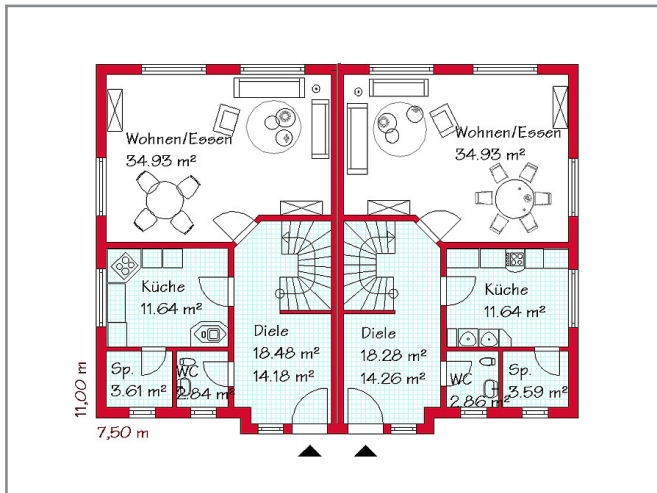 Wohnen/Essen
34.93 m²
Wohnen/Essen
34.93 m²
Küche
11.64 m²
Küche
11.64 m²
Diele
18.48 m²
14.18 m²
Diele
18.28 m²
14.26 m²
Sp.
3.61 m²
WC
2.84 m²
WC
2.86 m²
Sp.
3.59 m²
11,00 m
7,50 m